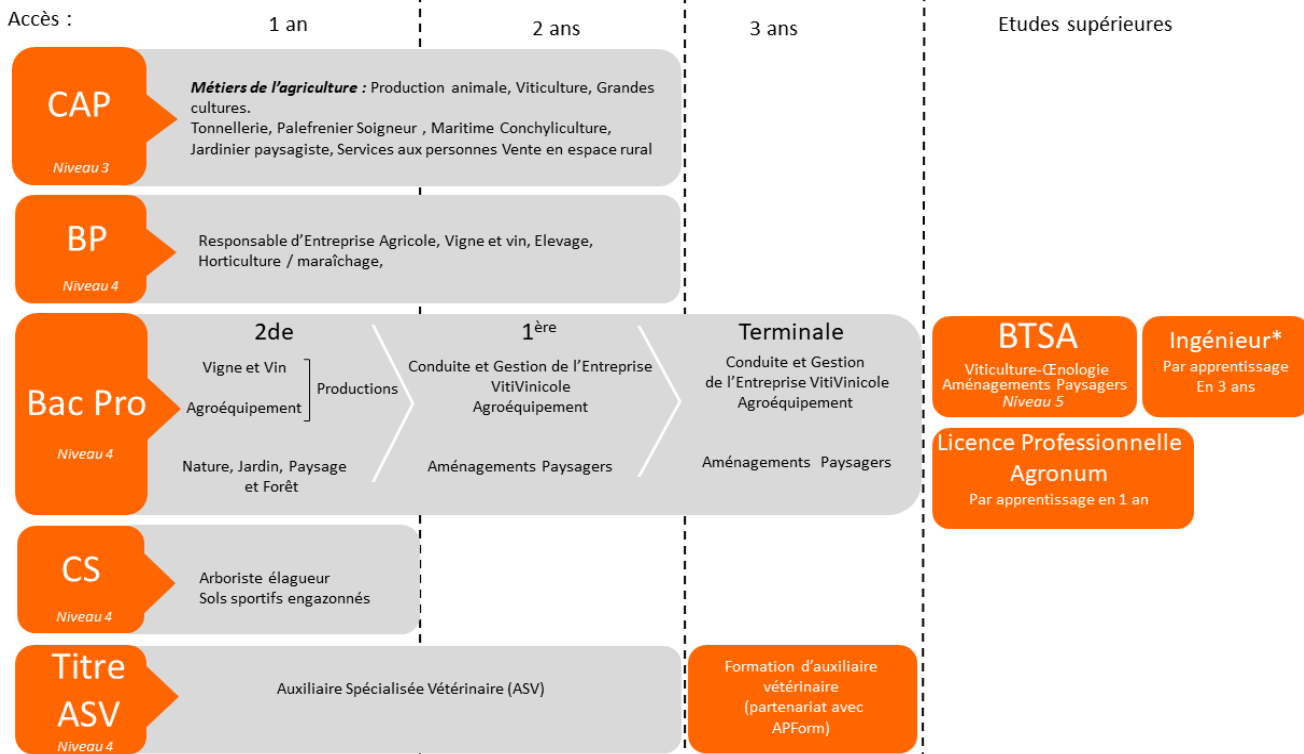 Accès :
1 an
2 ans
3 ans
Etudes supérieures
CAP
Niveau 3
Métiers de l'agriculture : Production animale, Viticulture, Grandes
cultures.
Tonnellerie, Palefrenier Soigneur , Maritime Conchyliculture,
Jardinier paysagiste, Services aux personnes Vente en espace rural
BP
Niveau 4
Responsable d'Entreprise Agricole, Vigne et vin, Elevage,
Horticulture / maraîchage,
Bac Pro
Niveau 4
2de
Vigne et Vin
Productions
Agroéquipement
Nature, Jardin, Paysage
et Forêt
1ère
Conduite et Gestion de l'Entreprise
VitiVinicole
Agroéquipement
Aménagements Paysagers
Terminale
Conduite et Gestion
de l'Entreprise VitiVinicole
Agroéquipement
Aménagements Paysagers
BTSA
Viticulture-Œnologie
Aménagements Paysagers
Niveau 5
Ingénieur*
Par apprentissage
En 3 ans
Licence Professionnelle
Agronum
Par apprentissage en 1 an
CS
Niveau 4
Arboriste élagueur
Sols sportifs engazonnés
Titre
ASV
Niveau 4
Auxiliaire Spécialisée Vétérinaire (ASV)
Formation d'auxiliaire
vétérinaire
(partenariat avec
APForm)